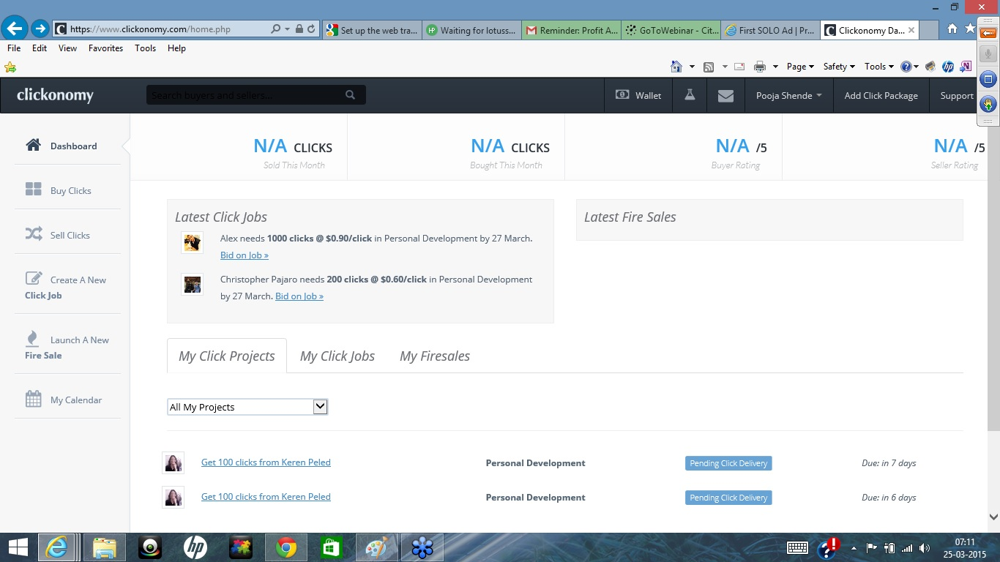 https://www.clickonomy.com/home.php
Set up the web tra...
Waiting for lotuss...
Reminder: Profit A...
GoToWebinar - Cit...
First SOLO Ad | Pr...
Clickonomy Da...
File Edit View Favorites Tools Help
Page Safety Tools
clickonomy
Search buyers and sellers...
Wallet
Pooja Shende
Add Click Package
Support
Dashboard
Buy Clicks
Sell Clicks
Create A New
Click Job
Launch A New
Fire Sale
My Calendar
N/A CLICKS
Sold This Month
N/A CLICKS
Bought This Month
N/A /5
Buyer Rating
N/A /5
Seller Rating
Latest Click Jobs
Alex needs 1000 clicks @ $0.90/click in Personal Development by 27 March.
Bid on Job »
Christopher Pajaro needs 200 clicks @ $0.60/click in Personal Development
by 27 March. Bid on Job »
Latest Fire Sales
My Click Projects
My Click Jobs
My Firesales
All My Projects
Get 100 clicks from Keren Peled Personal Development Pending Click Delivery Due: in 7 days
Get 100 clicks from Keren Peled Personal Development Pending Click Delivery Due: in 6 days
07:11
25-03-2015